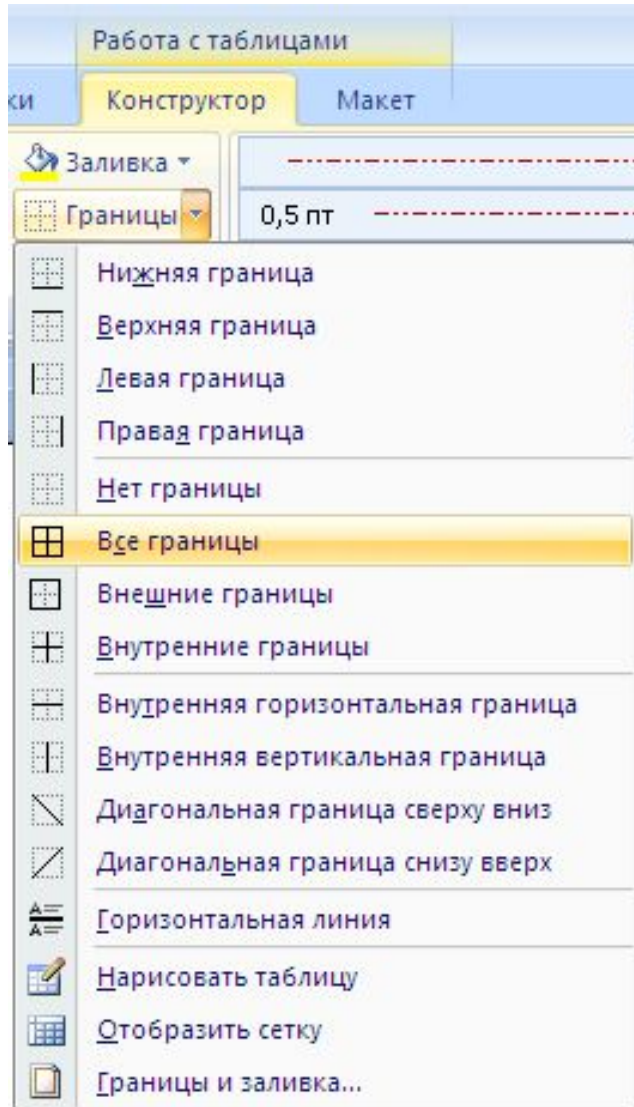 Работа с таблицами
ки Конструктор Макет
Заливка
Границы 0,5 пт
Нижняя граница
Верхняя граница
Левая граница
Правая граница
Нет границы
Все границы
Внешние границы
Внутренние границы
Внутренняя горизонтальная граница
Внутренняя вертикальная граница
Диагональная граница сверху вниз
Диагональная граница снизу вверх
Горизонтальная линия
Нарисовать таблицу
Отобразить сетку
Границы и заливка...